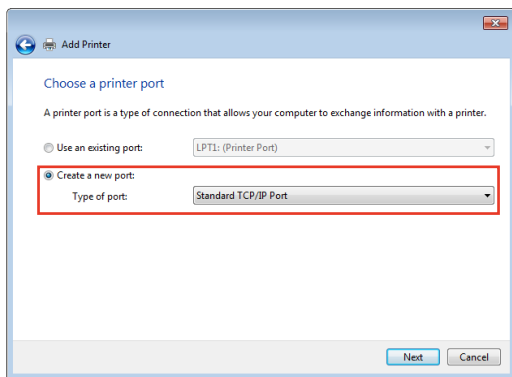 Add Printer
Choose a printer port
A printer port is a type of connection that allows your computer to exchange information with a printer.
Use an existing port: LPT1: (Printer Port)
Create a new port:
Type of port: Standard TCP/IP Port
Next Cancel